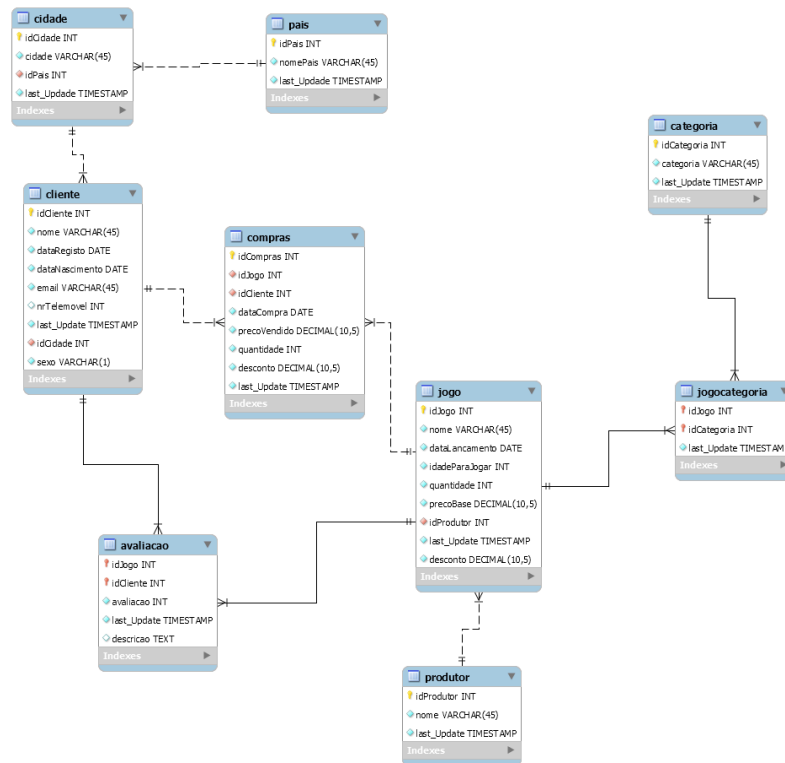 cidade
idCidade INT
cidade VARCHAR(45)
idPais INT
last_Updade TIMESTAMP
Indexes
pais
idPais INT
nomePais VARCHAR(45)
last_Updade TIMESTAMP
Indexes
categoria
idCategoria INT
categoria VARCHAR(45)
last_Update TIMESTAMP
Indexes
cliente
idCliente INT
nome VARCHAR(45)
dataRegisto DATE
dataNascimento DATE
email VARCHAR(45)
nrTelemovel INT
last_Update TIMESTAMP
idCidade INT
sexo VARCHAR(1)
Indexes
compras
idCompras INT
idJogo INT
idCliente INT
dataCompra DATE
precoVendido DECIMAL(10,5)
quantidade INT
desconto DECIMAL(10,5)
last_Update TIMESTAMP
Indexes
jogo
idJogo INT
nome VARCHAR(45)
dataLancamento DATE
idadeParaJogar INT
quantidade INT
precoBase DECIMAL(10,5)
idProdutor INT
last_Update TIMESTAMP
desconto DECIMAL(10,5)
Indexes
jogocategoria
idJogo INT
idCategoria INT
last_Update TIMESTAM
Indexes
avaliacao
idJogo INT
idCliente INT
avaliacao INT
last_Update TIMESTAMP
descricao TEXT
Indexes
produtor
idProdutor INT
nome VARCHAR(45)
last_Update TIMESTAMP
Indexes